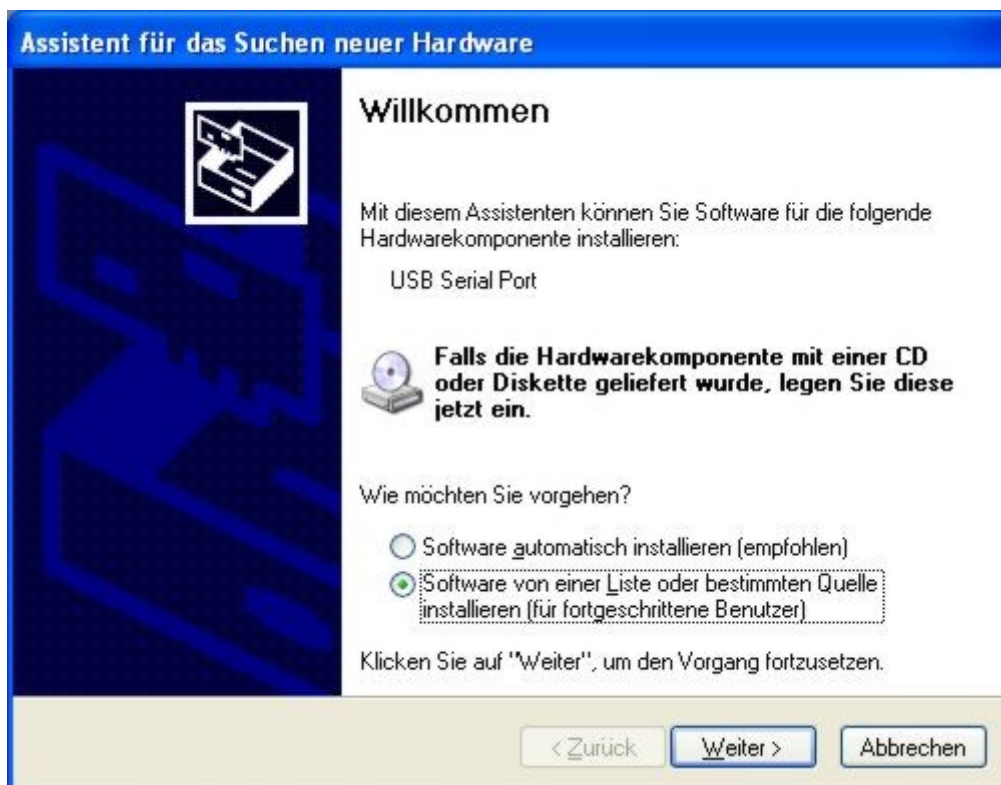 Assistent für das Suchen neuer Hardware
Willkommen
Mit diesem Assistenten können Sie Software für die folgende
Hardwarekomponente installieren:
USB Serial Port
Falls die Hardwarekomponente mit einer CD
oder Diskette geliefert wurde, legen Sie diese
jetzt ein.
Wie möchten Sie vorgehen?
Software automatisch installieren (empfohlen)
Software von einer Liste oder bestimmten Quelle
installieren (für fortgeschrittene Benutzer)
Klicken Sie auf "Weiter", um den Vorgang fortzusetzen.
< Zurück Weiter > Abbrechen